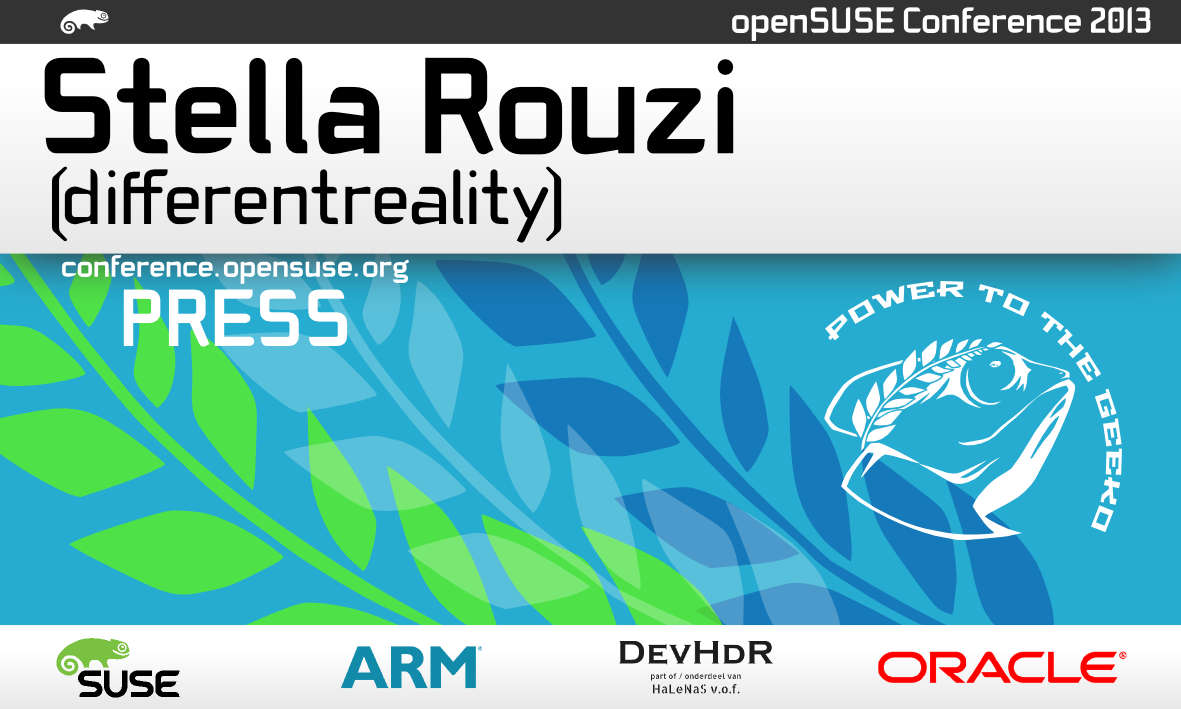 openSUSE Conference 2013
Stella Rouzi
(differentreality)
conference.opensuse.org
PRESS
POWER TO THE GEEKO
SUSE
ARM®
DEVHDR
part of / onderdeel van
HaLeNaS v.o.f.
ORACLE®